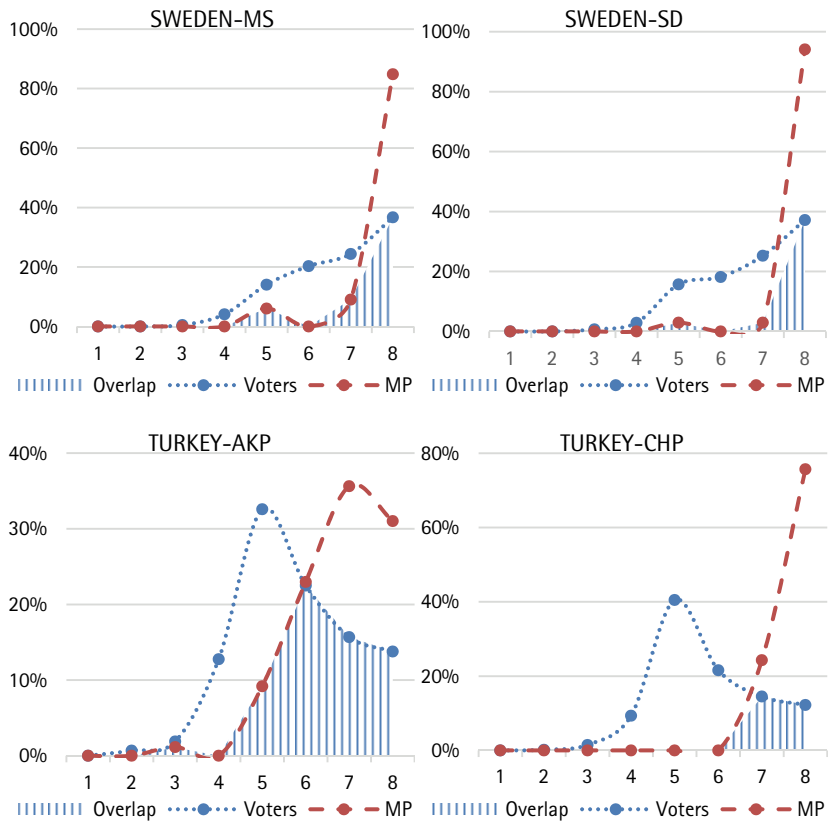 SWEDEN-MS
100%
80%
60%
40%
20%
0%
1 2 3 4 5 6 7 8
Overlap Voters MP
SWEDEN-SD
100%
80%
60%
40%
20%
0%
1 2 3 4 5 6 7 8
Overlap Voters MP
TURKEY-AKP
40%
30%
20%
10%
0%
1 2 3 4 5 6 7 8
Overlap Voters MP
TURKEY-CHP
80%
60%
40%
20%
0%
1 2 3 4 5 6 7 8
Overlap Voters MP